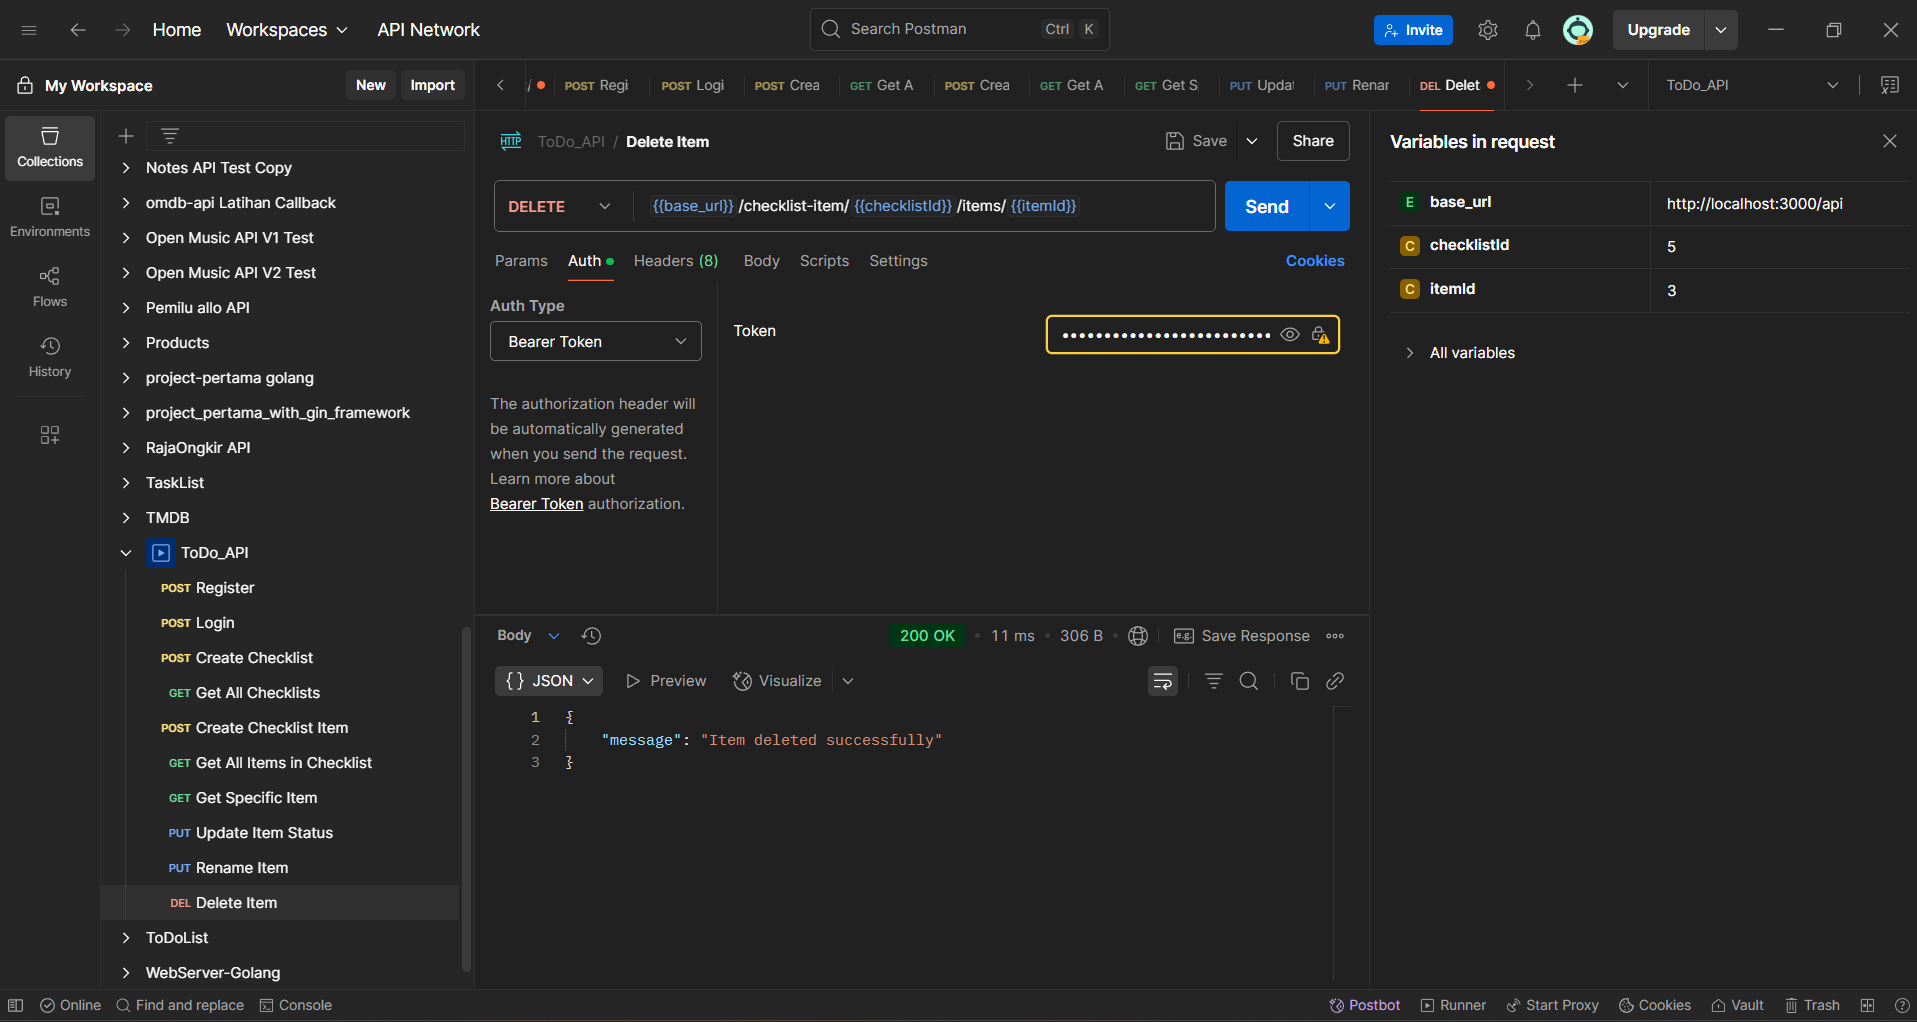 Home
Workspaces
API Network
Search Postman
Ctrl
K
Invite
Upgrade
My Workspace
New
Import
POST Regi
POST Logi
POST Crea
GET Get A
POST Crea
GET Get A
GET Get S
PUT Updat
PUT Renar
DEL Delet
ToDo_API
Collections
Environments
Flows
History
Notes API Test Copy
omdb-api Latihan Callback
Open Music API V1 Test
Open Music API V2 Test
Pemilu allo API
Products
project-pertama golang
project_pertama_with_gin_framework
RajaOngkir API
TaskList
TMDB
ToDo_API
POST Register
POST Login
POST Create Checklist
GET Get All Checklists
POST Create Checklist Item
GET Get All Items in Checklist
GET Get Specific Item
PUT Update Item Status
PUT Rename Item
DEL Delete Item
ToDoList
WebServer-Golang
HTTP ToDo_API / Delete Item
Save
Share
DELETE
{{base_url}}/checklist-item/{{checklistId}}/items/{{itemId}}
Send
Params
Auth
Headers (8)
Body
Scripts
Settings
Cookies
Auth Type
Bearer Token
The authorization header will
be automatically generated
when you send the request.
Learn more about
Bearer Token authorization.
Token
Body
200 OK
11 ms
306 B
e.g. Save Response
{} JSON
Preview
Visualize
1 {
2 "message": "Item deleted successfully"
3 }
Variables in request
E base_url http://localhost:3000/api
C checklistId 5
C itemId 3
All variables
Online
Find and replace
Console
Postbot
Runner
Start Proxy
Cookies
Vault
Trash